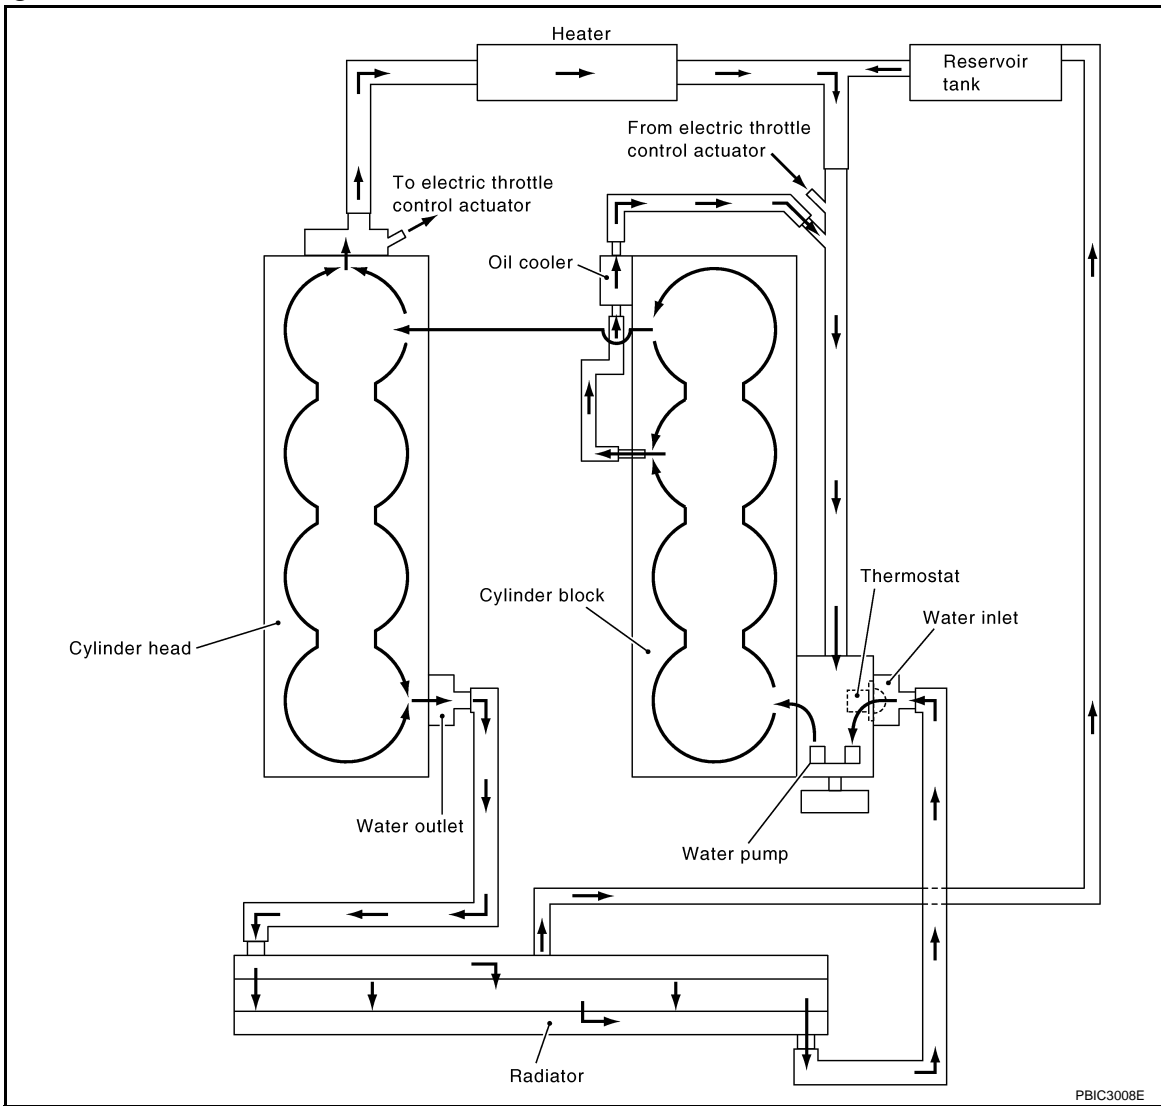 Heater
Reservoir
tank
From electric throttle
control actuator
To electric throttle
control actuator
Oil cooler
Thermostat
Cylinder block
Water inlet
Cylinder head
Water outlet
Water pump
Radiator
PBIC3008E